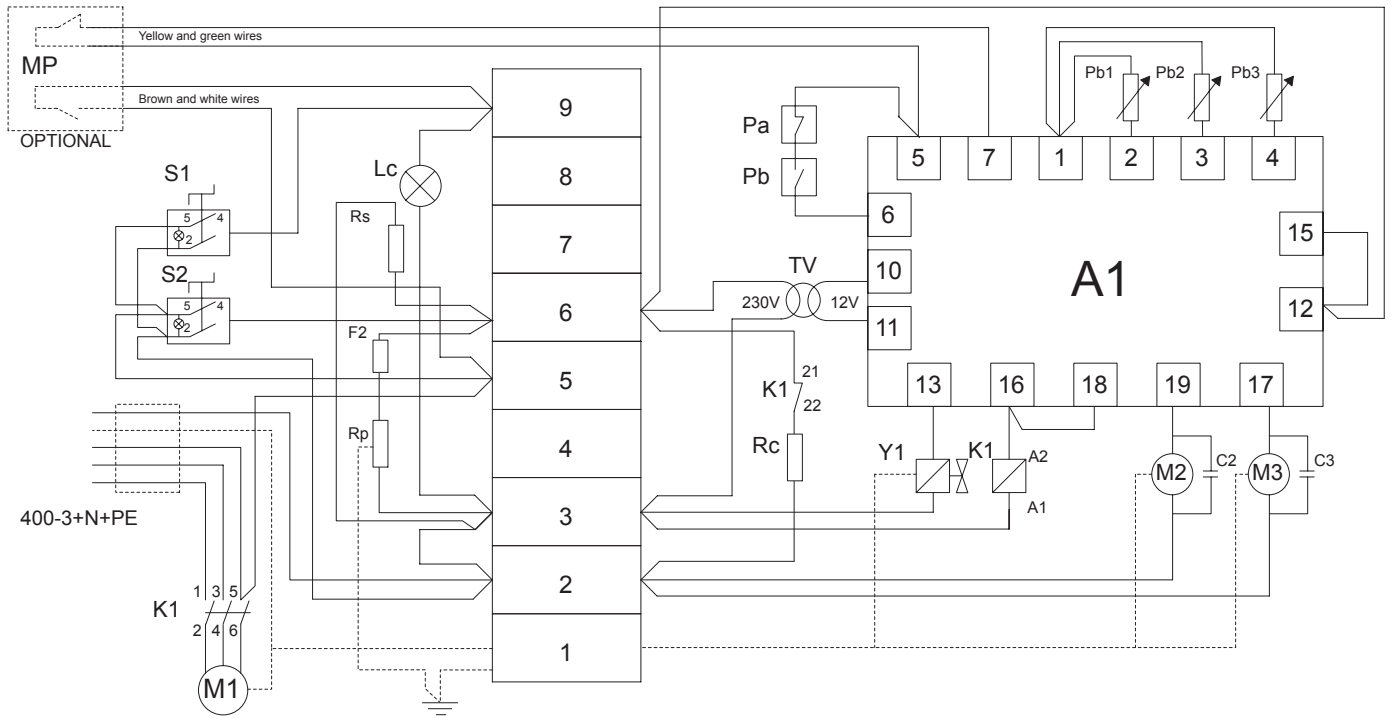 Yellow and green wires
MP
Brown and white wires
OPTIONAL
S1
5
4
2
S2
5
4
2
400-3+N+PE
K1
1 3 5
2 4 6
M1
Lc
Rs
F2
Rp
9
8
7
6
5
4
3
2
1
Pa
Pb
TV
230V
12V
K1
21
22
Rc
Pb1
Pb2
Pb3
5
7
1
2
3
4
6
10
11
15
12
A1
13
16
18
19
17
Y1
K1
A2
A1
M2
C2
M3
C3